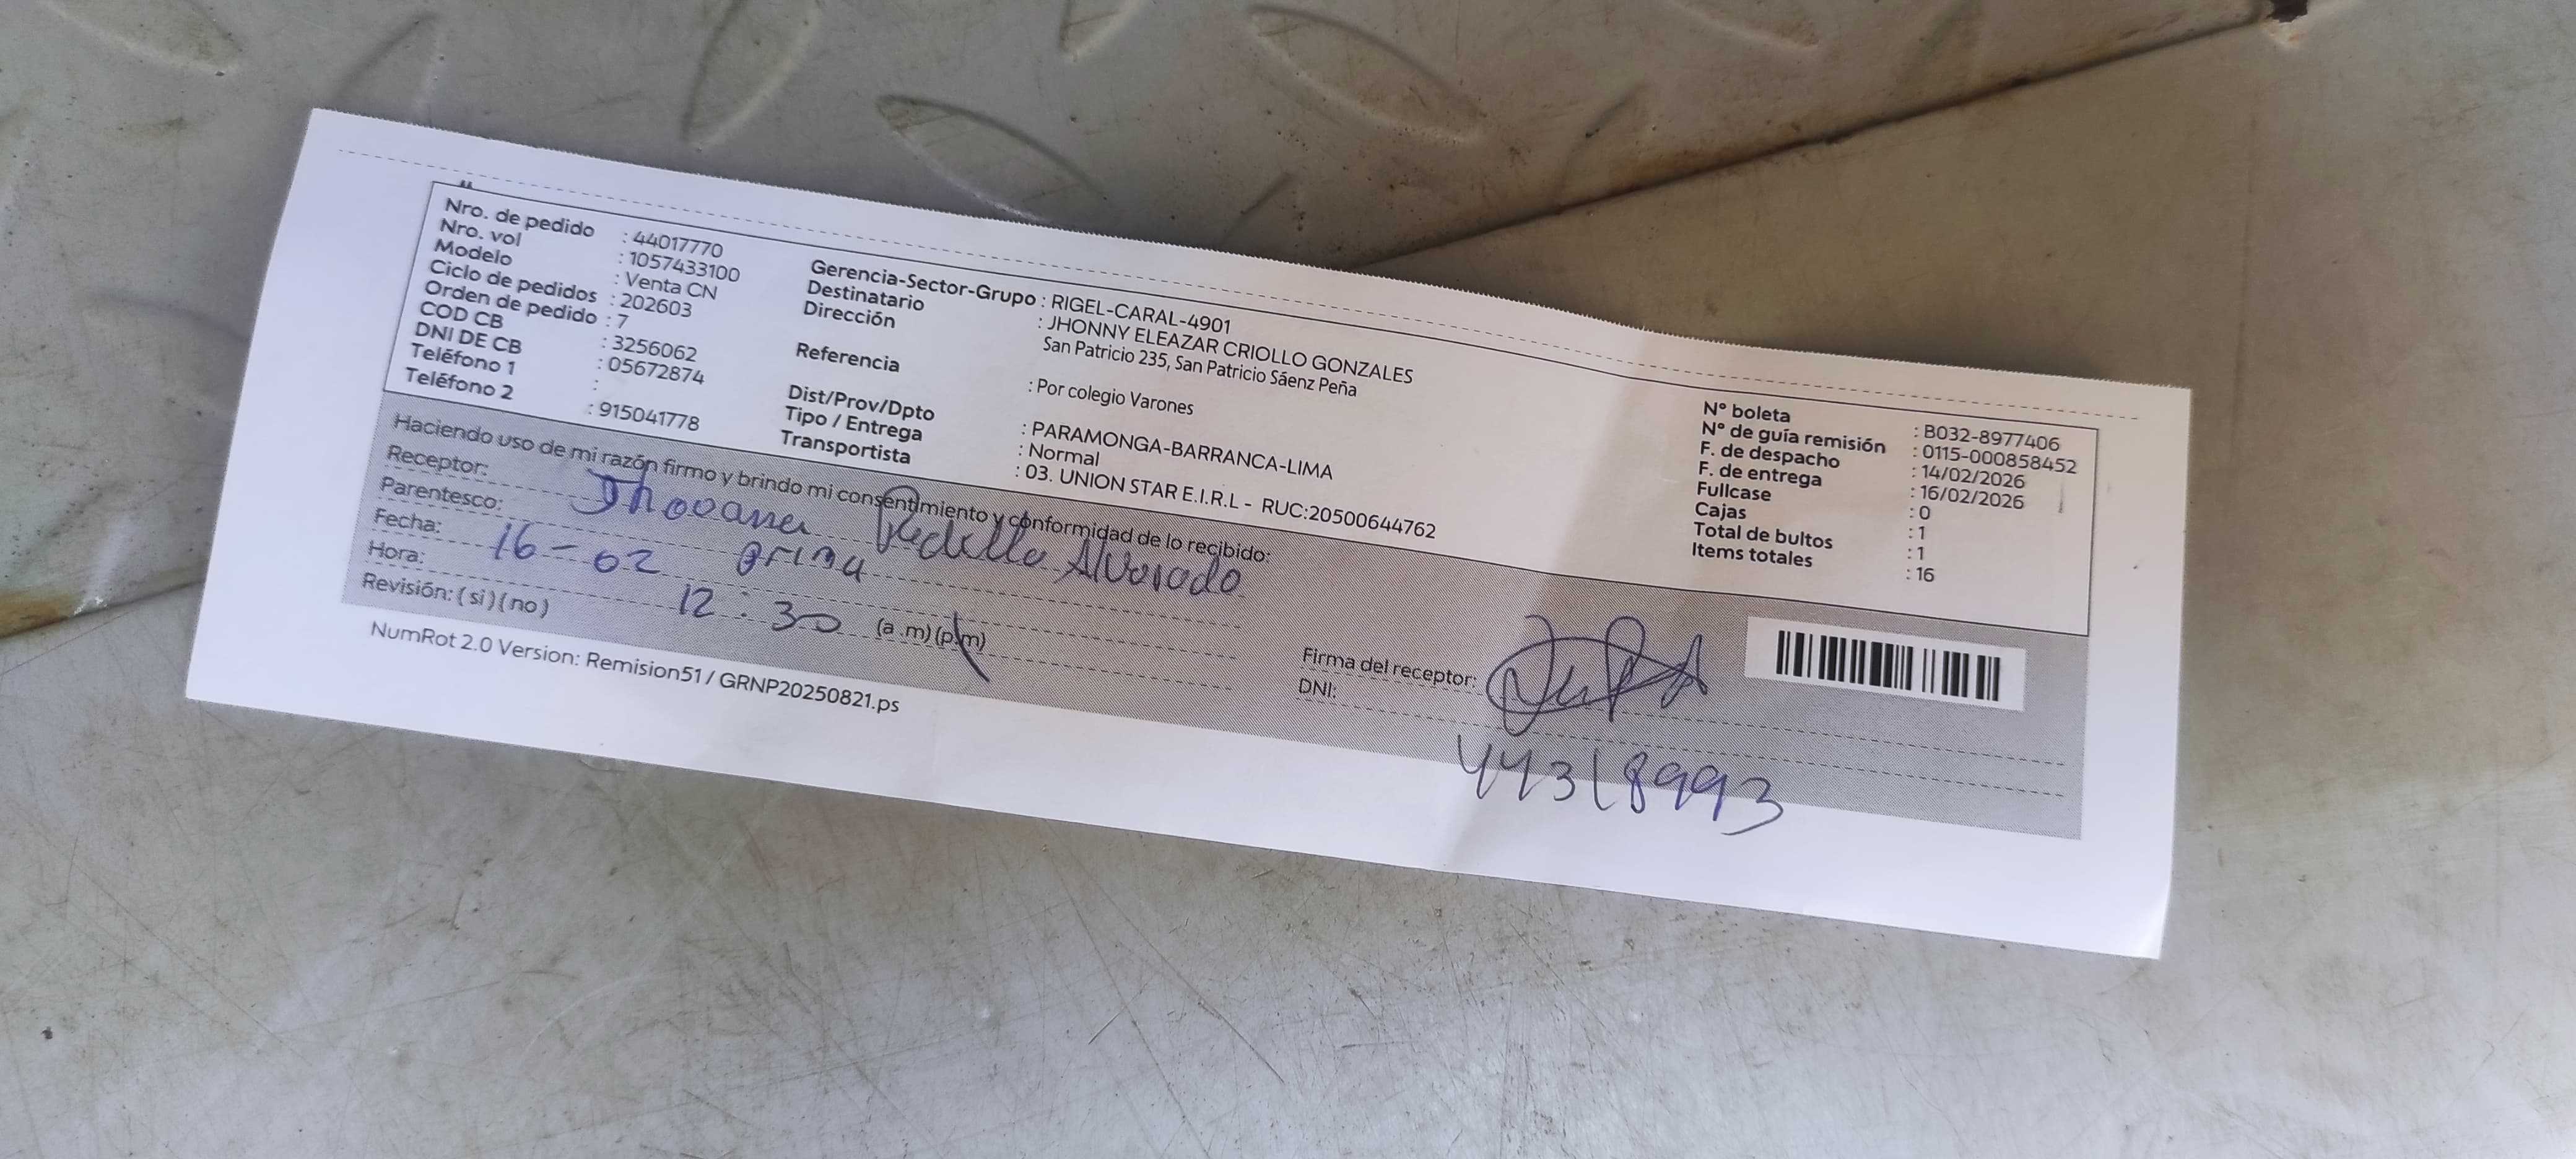 Nro. de pedido : 44017770
Nro. vol : 1057433100
Modelo : Venta CN
Ciclo de pedidos : 202603
Orden de pedido : 7
COD CB : 3256062
DNI DE CB : 05672874
Teléfono 1 :
Teléfono 2 : 915041778
Gerencia-Sector-Grupo : RIGEL-CARAL-4901
Destinatario : JHONNY ELEAZAR CRIOLLO GONZALES
Dirección San Patricio 235, San Patricio Sáenz Peña
Referencia : Por colegio Varones
Dist/Prov/Dpto : PARAMONGA-BARRANCA-LIMA
Tipo / Entrega : Normal
Transportista : 03. UNION STAR E.I.R.L - RUC:20500644762
N° boleta : B032-8977406
N° de guía remisión : 0115-000858452
F. de despacho : 14/02/2026
F. de entrega : 16/02/2026
Fullcase : 0
Cajas : 1
Total de bultos : 1
Items totales : 16
Haciendo uso de mi razón firmo y brindo mi consentimiento y conformidad de lo recibido:
Receptor: Alvarado
Parentesco: prima
Fecha: 16-02
Hora: 12:30 (a.m) (p.m)
Revisión: ( si ) ( no )
Firma del receptor:
DNI: 44318993
NumRot 2.0 Version: Remision51 / GRNP20250821.ps